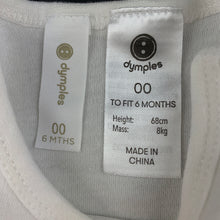 dymples
00
6 MTHS
dymples
00
TO FIT 6 MONTHS
Height: 68cm
Mass: 8kg
MADE IN
CHINA